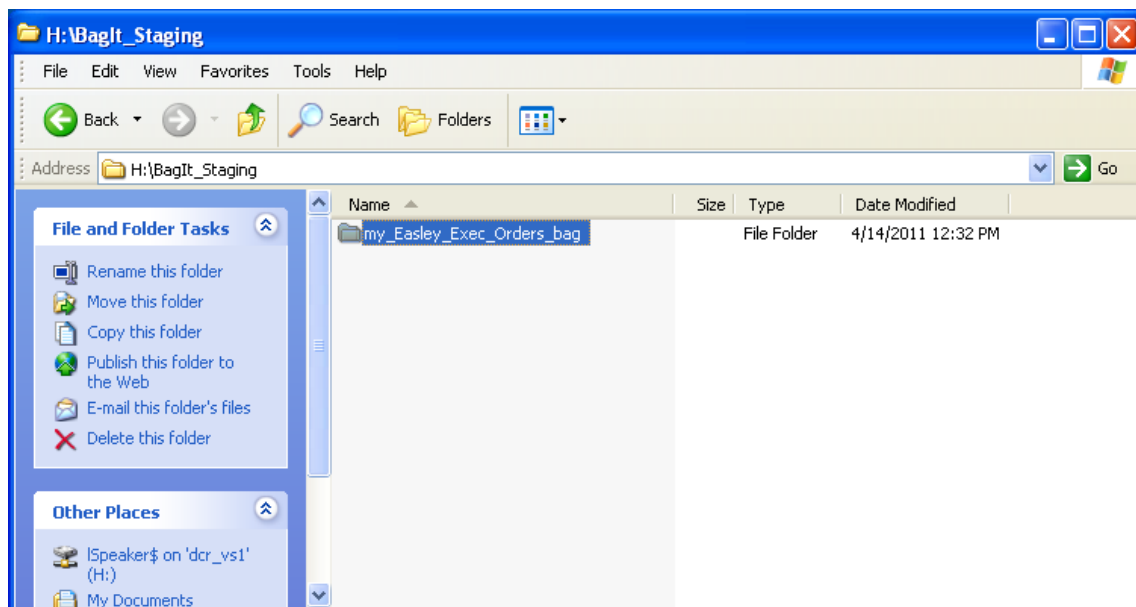 H:\BagIt_Staging
File Edit View Favorites Tools Help
Back Search Folders
Address H:\BagIt_Staging Go
Name Size Type Date Modified
my_Easley_Exec_Orders_bag File Folder 4/14/2011 12:32 PM
File and Folder Tasks
Rename this folder
Move this folder
Copy this folder
Publish this folder to
the Web
E-mail this folder's files
Delete this folder
Other Places
lSpeaker$ on 'dcr_vs1'
(H:)
My Documents